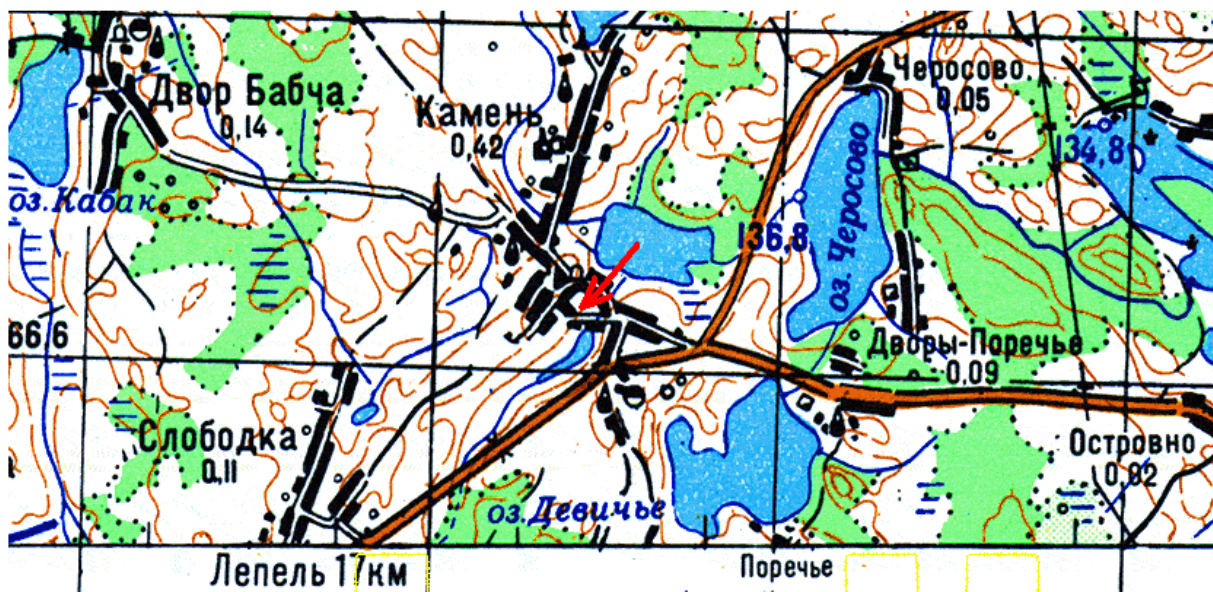 Двор Бабча
0,14
Камень
0,42
Черосово
0,05
134,8
оз. Кабак
136,8
оз. Черосово
66,6
Дворы-Поречье
0,09
Слободка
0,11
Островно
0,02
оз. Девичье
Лепель 17км
Поречье